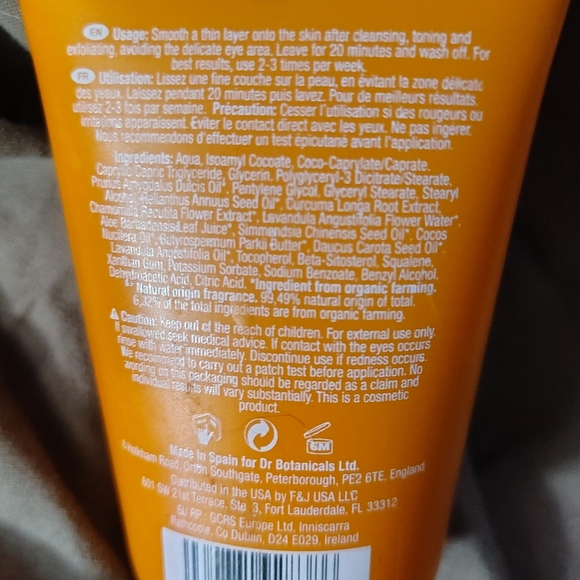 EN Usage: Smooth a thin layer onto the skin after cleansing, toning and
exfoliating, avoiding the delicate eye area. Leave for 20 minutes and wash off. For
best results, use 2-3 times per week.
FR Utilisation: Lissez une fine couche sur la peau, en évitant la zone délicate
des yeux. Laissez pendant 20 minutes puis lavez. Pour de meilleurs résultats,
utilisez 2-3 fois par semaine. Précaution: Cesser l'utilisation si des rougeurs ou
irritations apparaissent. Eviter le contact direct avec les yeux. Ne pas ingérer.
Nous recommendons d'effectuer un test épicutané avant l'application.
Ingredients: Aqua, Isoamyl Cocoate, Coco-Caprylate/Caprate,
Caprylic Capric Triglyceride, Glycerin, Polyglyceryl-3 Dicitrate/Stearate,
Prunus Amygdalus Dulcis Oil*, Pentylene Glycol, Glyceryl Stearate, Stearyl
Alcohol, Helianthus Annuus Seed Oil*, Curcuma Longa Root Extract,
Chamomilla Recutita Flower Extract*, Lavandula Angustifolia Flower Water*,
Aloe Barbadensis Leaf Juice*, Simmondsia Chinensis Seed Oil*, Cocos
Nucifera Oil*, Butyrospermum Parkii Butter*, Daucus Carota Seed Oil*,
Lavandula Angustifolia Oil*, Tocopherol, Beta-Sitosterol, Squalene,
Xanthan Gum, Potassium Sorbate, Sodium Benzoate, Benzyl Alcohol,
Dehydroacetic Acid, Citric Acid. *Ingredient from organic farming.
Natural origin fragrance. 99,49% natural origin of total.
6,32% of the total ingredients are from organic farming.
Caution: Keep out of the reach of children. For external use only.
If swallowed seek medical advice. If contact with the eyes occurs
rinse with water immediately. Discontinue use if redness occurs.
We recommend to carry out a patch test before application. No
wording on this packaging should be regarded as a claim and
individual results will vary substantially. This is a cosmetic
product.
6M
Made in Spain for Dr Botanicals Ltd.
8 Holkham Road, Orton Southgate, Peterborough, PE2 6TE, England
Distributed in the USA by F&J USA LLC
601 SW 21st Terrace, Ste. 3, Fort Lauderdale, FL 33312
EU RP - GCRS Europe Ltd, Inniscarra
Rathcoole, Co Dublin, D24 E029, Ireland